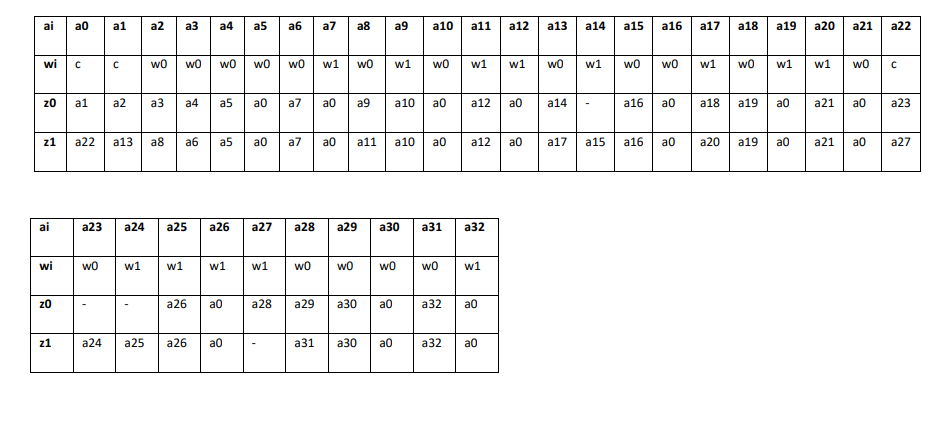 ai a0 a1 a2 a3 a4 a5 a6 a7 a8 a9 a10 a11 a12 a13 a14 a15 a16 a17 a18 a19 a20 a21 a22
wi c c w0 w0 w0 w0 w0 w1 w0 w1 w0 w1 w1 w0 w1 w0 w0 w1 w0 w1 w1 w0 c
z0 a1 a2 a3 a4 a5 a0 a7 a0 a9 a10 a0 a12 a0 a14 - a16 a0 a18 a19 a0 a21 a0 a23
z1 a22 a13 a8 a6 a5 a0 a7 a0 a11 a10 a0 a12 a0 a17 a15 a16 a0 a20 a19 a0 a21 a0 a27
ai a23 a24 a25 a26 a27 a28 a29 a30 a31 a32
wi w0 w1 w1 w1 w1 w0 w0 w0 w0 w1
z0 - - a26 a0 a28 a29 a30 a0 a32 a0
z1 a24 a25 a26 a0 - a31 a30 a0 a32 a0